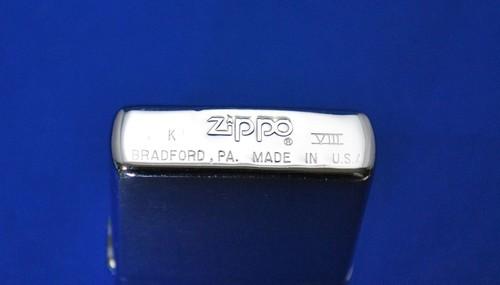 K Zippo ® VIII
BRADFORD, PA. MADE IN U.S.A